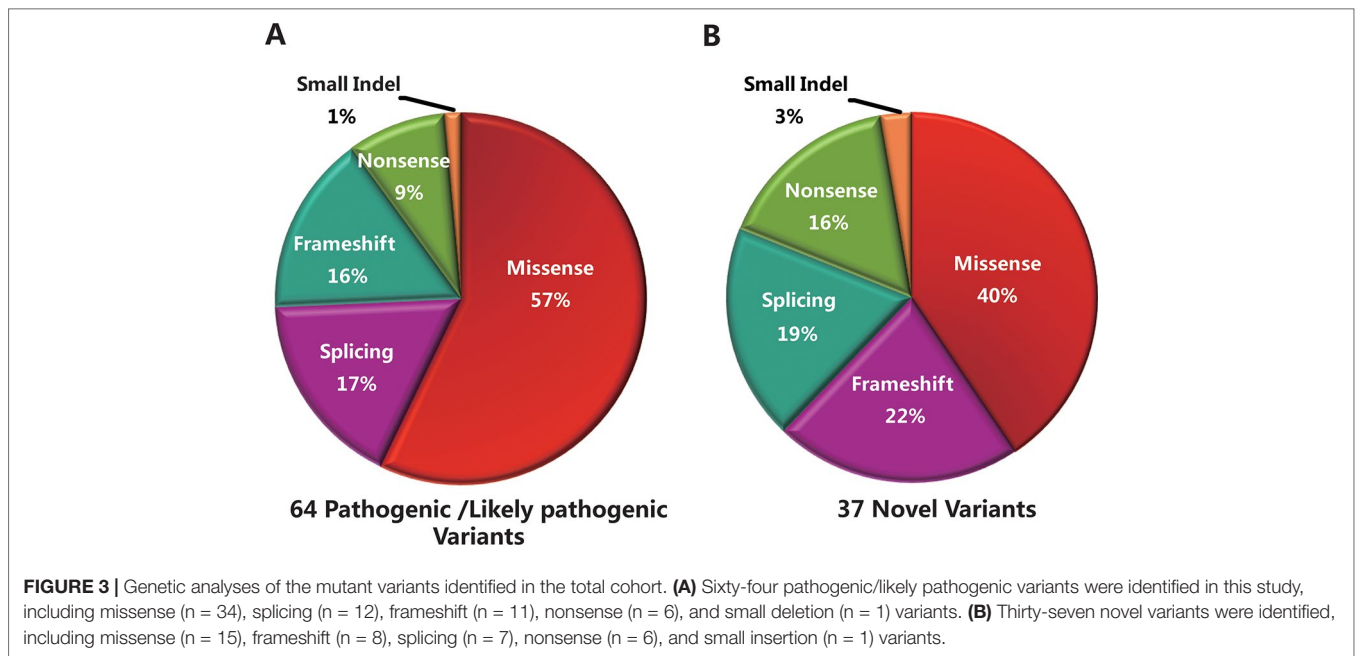 A
Small Indel
1%
Nonsense
9%
Frameshift
16%
Missense
57%
Splicing
17%
64 Pathogenic /Likely pathogenic
Variants
B
Small Indel
3%
Nonsense
16%
Missense
40%
Splicing
19%
Frameshift
22%
37 Novel Variants
FIGURE 3 | Genetic analyses of the mutant variants identified in the total cohort. (A) Sixty-four pathogenic/likely pathogenic variants were identified in this study,
including missense (n = 34), splicing (n = 12), frameshift (n = 11), nonsense (n = 6), and small deletion (n = 1) variants. (B) Thirty-seven novel variants were identified,
including missense (n = 15), frameshift (n = 8), splicing (n = 7), nonsense (n = 6), and small insertion (n = 1) variants.